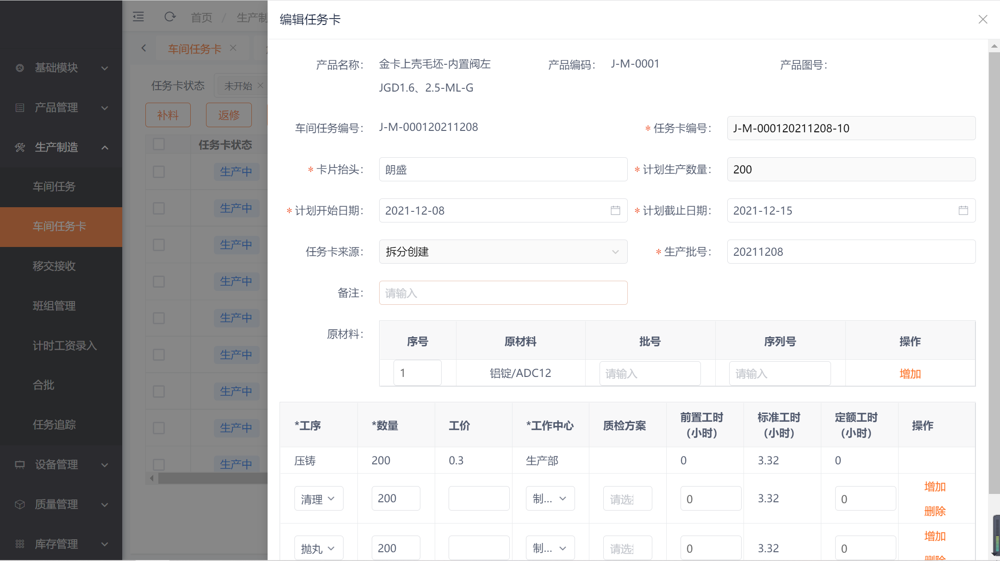 首页 / 生产制
车间任务卡
基础模块
产品管理
生产制造
车间任务
车间任务卡
移交接收
班组管理
计时工资录入
合批
任务追踪
设备管理
质量管理
库存管理
任务卡状态 未开始
补料 返修
任务卡状态
生产中
生产中
生产中
生产中
生产中
生产中
生产中
生产中
生产中
编辑任务卡
产品名称： 金卡上壳毛坯-内置阀左 产品编码： J-M-0001 产品图号：
JGD1.6、2.5-ML-G
车间任务编号： J-M-000120211208 * 任务卡编号： J-M-000120211208-10
* 卡片抬头： 朗盛 * 计划生产数量： 200
* 计划开始日期： 2021-12-08 * 计划截止日期： 2021-12-15
任务卡来源： 拆分创建 * 生产批号： 20211208
备注： 请输入
原材料： 序号 原材料 批号 序列号 操作
1 铝锭/ADC12 请输入 请输入 增加
*工序 *数量 工价 *工作中心 质检方案 前置工时 标准工时 定额工时 操作
（小时） （小时） （小时）
压铸 200 0.3 生产部 0 3.32 0
清理 200 制... 请选 0 3.32 0 增加
删除
抛丸 200 制... 请选 0 3.32 0 增加
删除